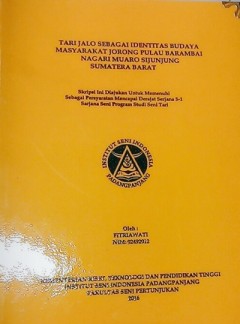 TARI JALO SEBAGAI IDENTITAS BUDAYA
MASYARAKAT JORONG PULAU BARAMBAI
NAGARI MUARO SIJUNJUNG
SUMATERA BARAT
Skripsi Ini Diajukan Untuk Memenuhi
Sebagai Persyaratan Mencapai Derajat Sarjana S-1
Sarjana Seni Program Studi Seni Tari
INSTITUT SENI INDONESIA
PADANGPANJANG
Oleh :
FITRIAWATI
NIM:
KEMENTERIAN RISET, TEKNOLOGI DAN PENDIDIKAN TINGGI
INSTITUT SENI INDONESIA PADANGPANJANG
FAKULTAS SENI PERTUNJUKAN
2016